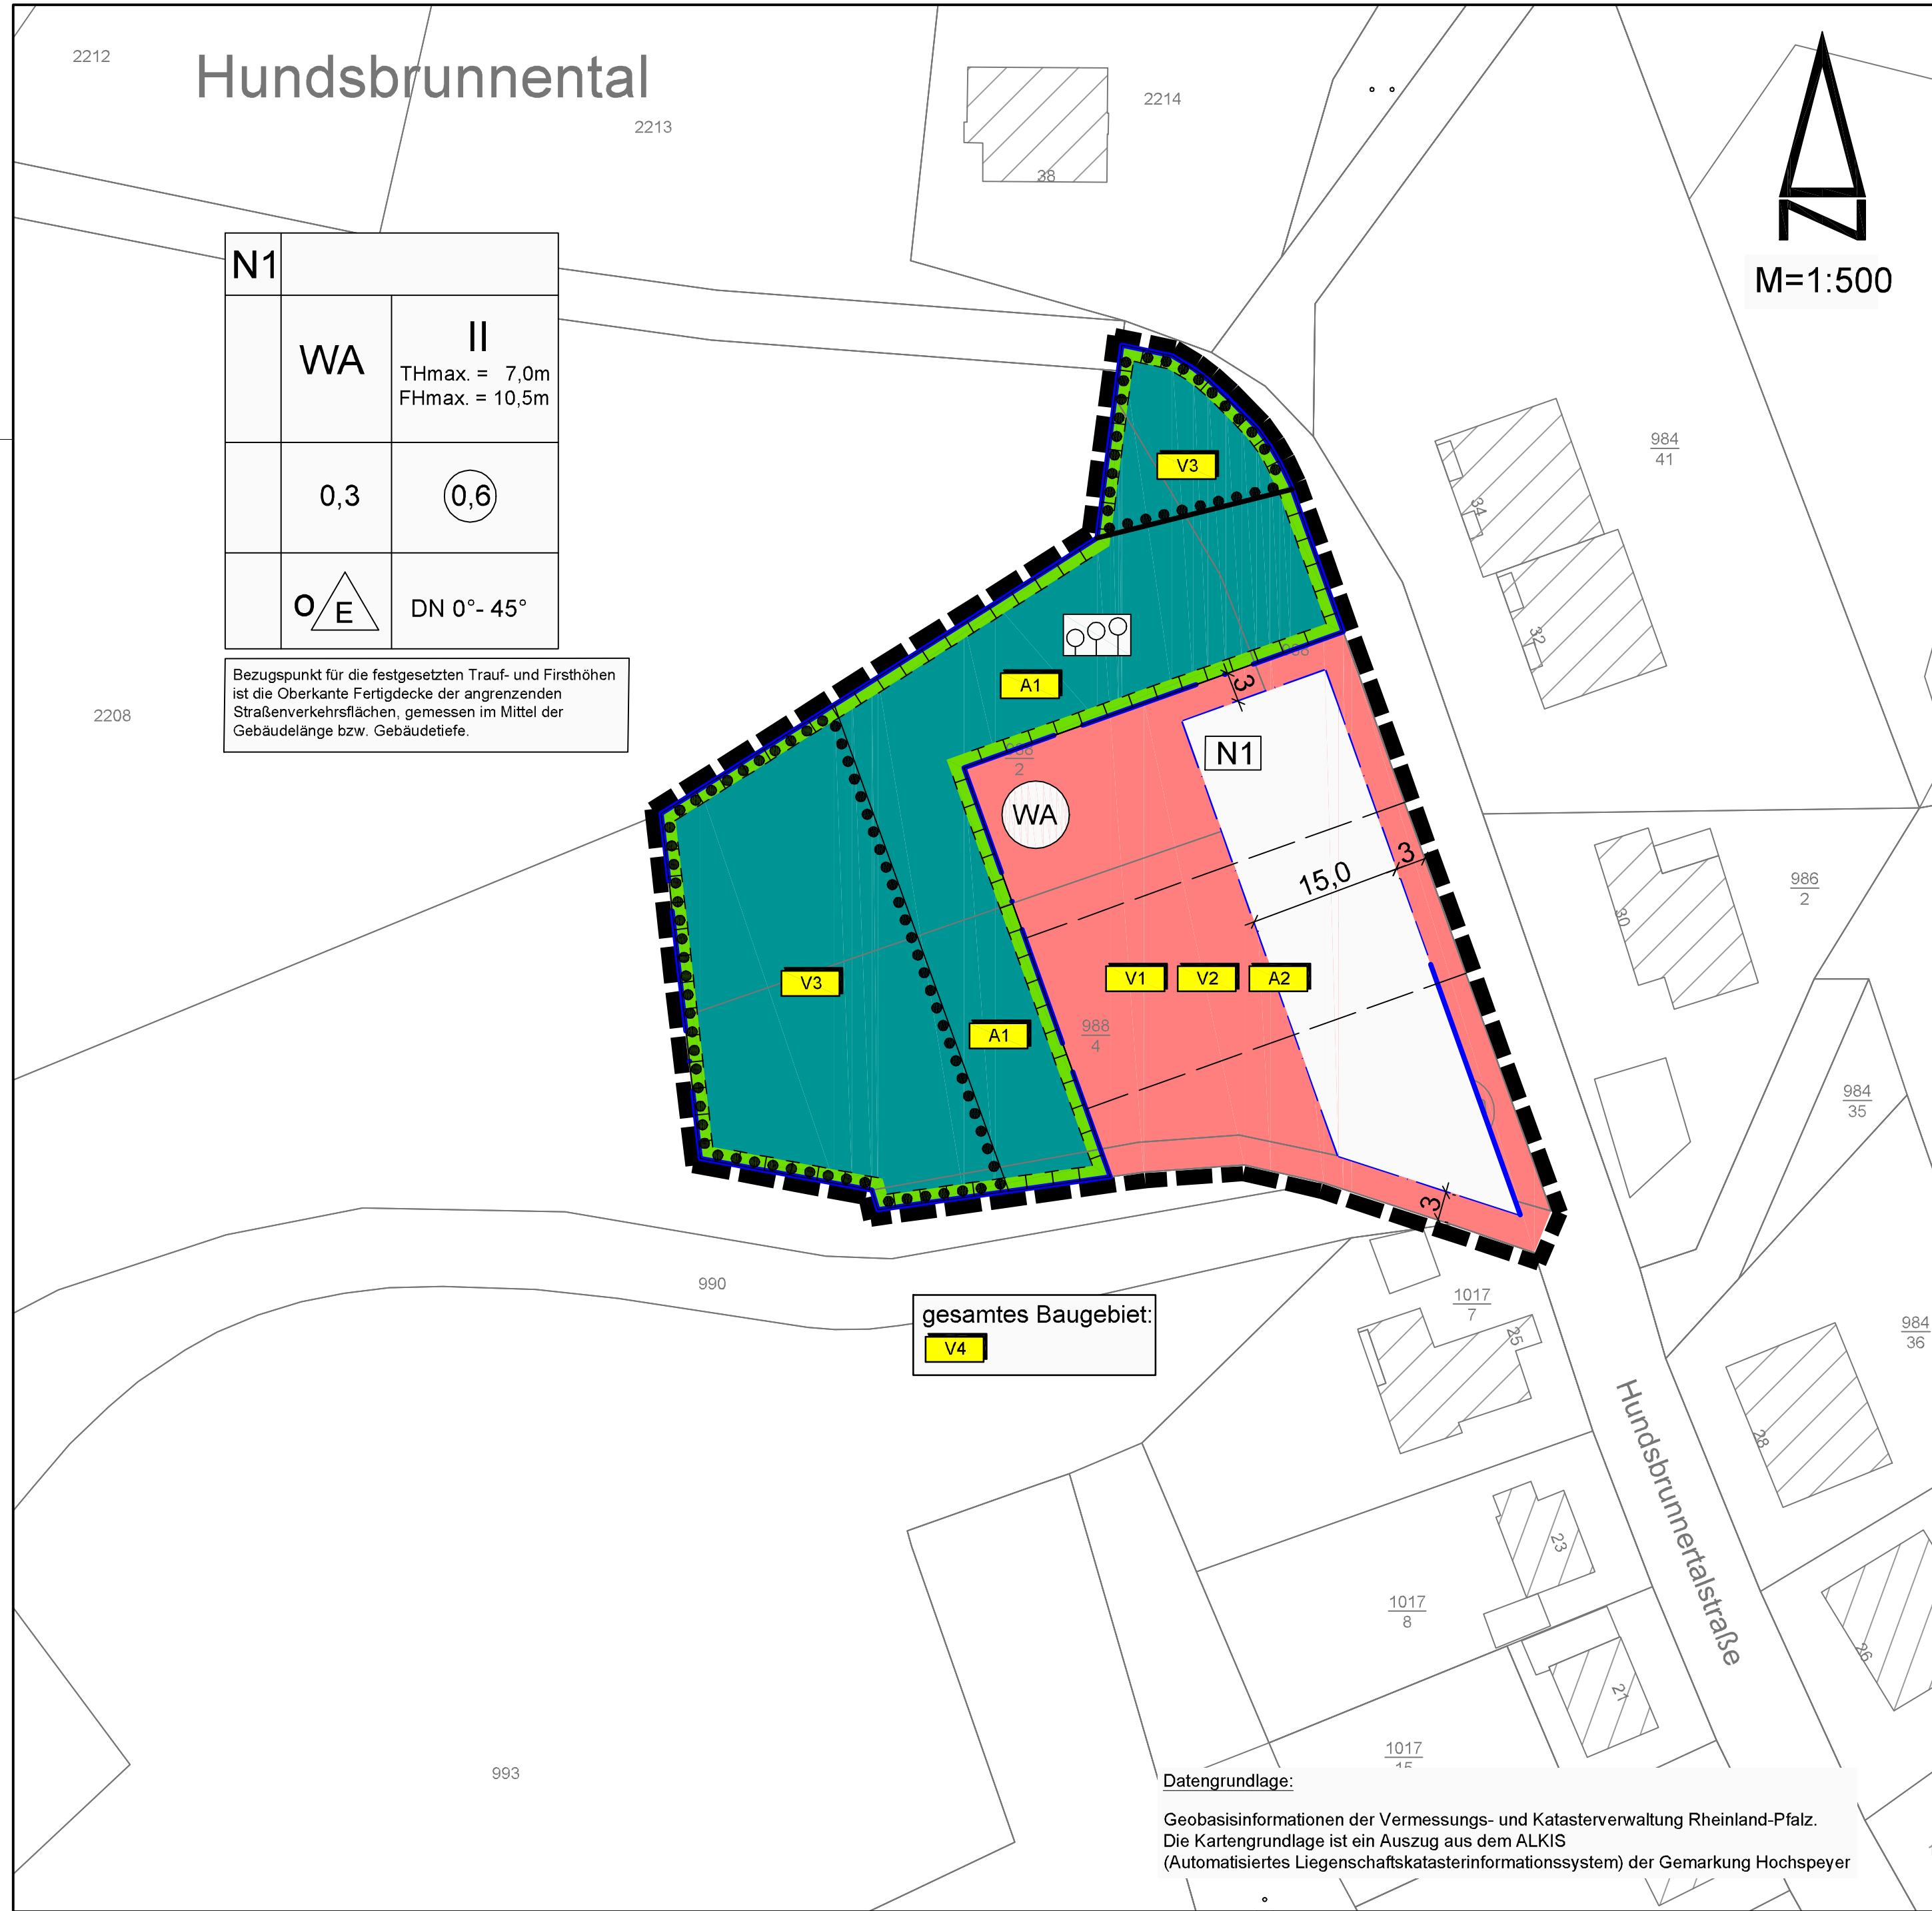 2212
Hundsbrunnental
2213
2214
38
M=1:500
N1
WA
II
THmax. = 7,0m
FHmax. = 10,5m
0,3
0,6
O
E
DN 0°- 45°
Bezugspunkt für die festgesetzten Trauf- und Firsthöhen
ist die Oberkante Fertigdecke der angrenzenden
Straßenverkehrsflächen, gemessen im Mittel der
Gebäudelänge bzw. Gebäudetiefe.
2208
984
41
34
32
V3
A1
3
N1
2
WA
15,0
3
986
2
30
V3
V1
V2
A2
A1
988
4
984
35
3
990
1017
7
25
984
36
gesamtes Baugebiet:
V4
28
Hundsbrunnertalstraße
23
1017
8
26
21
1017
15
993
Datengrundlage:
Geobasisinformationen der Vermessungs- und Katasterverwaltung Rheinland-Pfalz.
Die Kartengrundlage ist ein Auszug aus dem ALKIS
(Automatisiertes Liegenschaftskatasterinformationssystem) der Gemarkung Hochspeyer